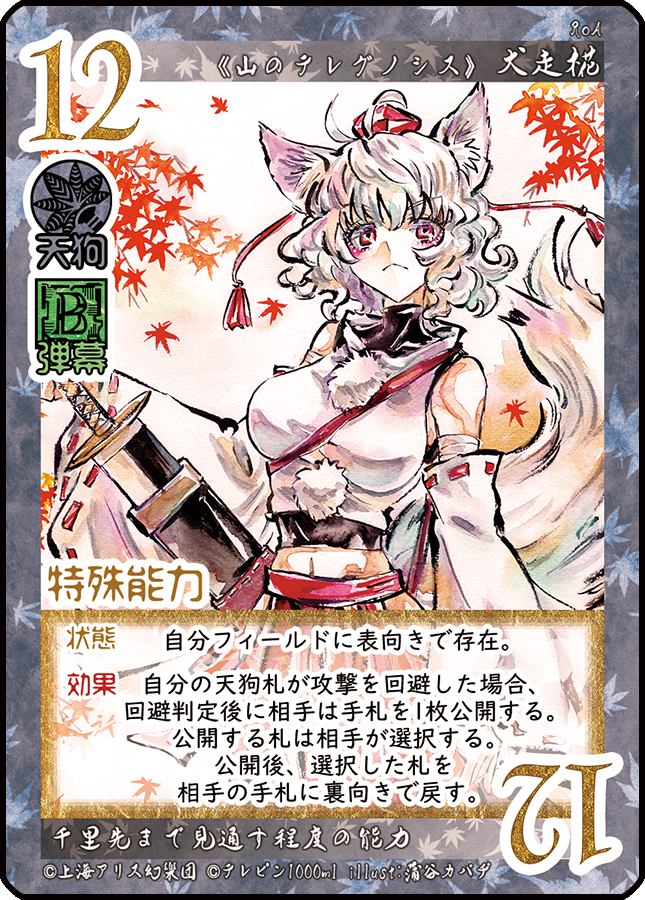 RoA
12
《山のテレグノシス》 犬走椛
天狗
B
弾幕
特殊能力
状態 自分フィールドに表向きで存在。
効果 自分の天狗札が攻撃を回避した場合、
回避判定後に相手は手札を1枚公開する。
公開する札は相手が選択する。
公開後、選択した札を
相手の手札に裏向きで戻す。
12
千里先まで見通す程度の能力
©上海アリス幻樂団 ©テレピン1000ml illust:蒲谷カバヂ